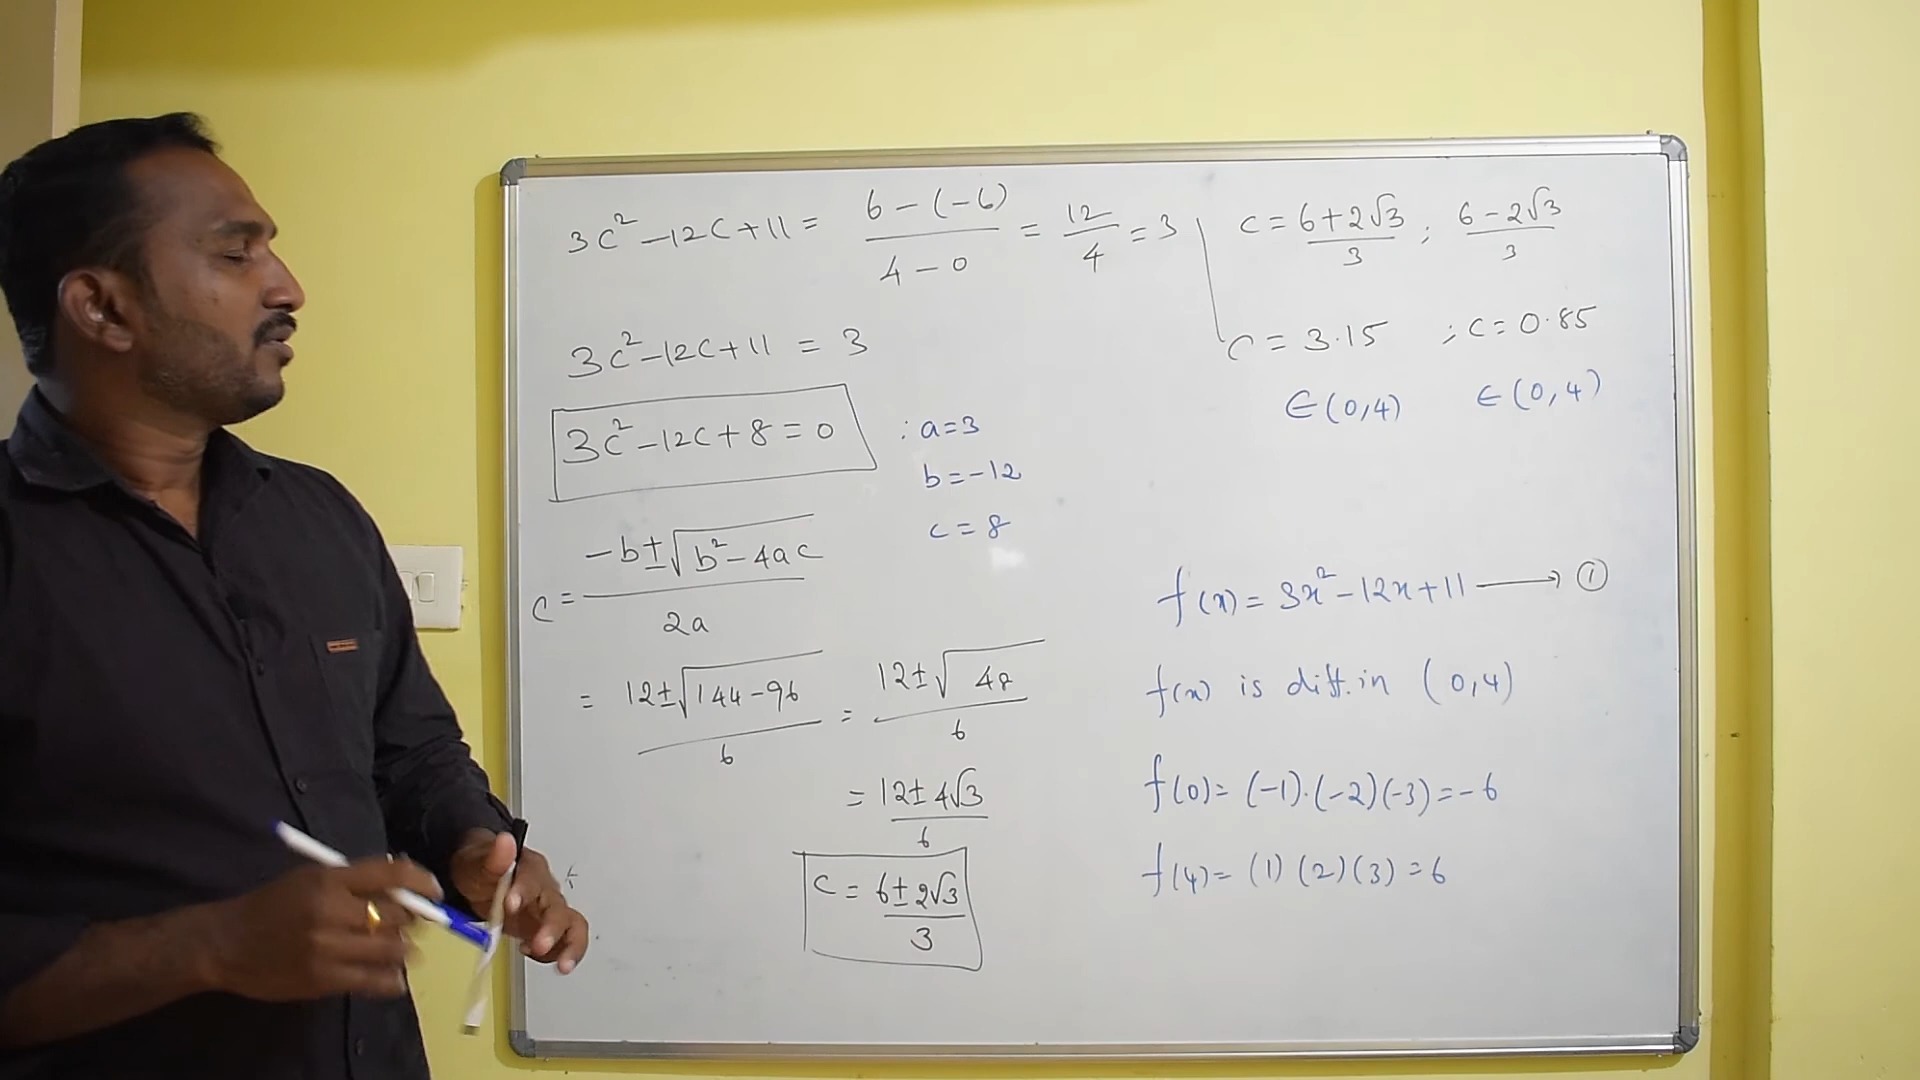 3c² - 12c + 11 = 6 - (-6) / 4 - 0 = 12 / 4 = 3
3c² - 12c + 11 = 3
3c² - 12c + 8 = 0 : a = 3
b = -12
c = 8
c = -b ± √(b² - 4ac) / 2a
= 12 ± √(144 - 96) / 6 = 12 ± √48 / 6
= 12 ± 4√3 / 6
c = 6 ± 2√3 / 3
c = 6 + 2√3 / 3 ; 6 - 2√3 / 3
c = 3.15 ; c = 0.85
∈ (0,4) ∈ (0,4)
f(x) = 3x² - 12x + 11 ⟶ ①
f(x) is diff. in (0,4)
f(0) = (-1).(-2)(-3) = -6
f(4) = (1) (2) (3) = 6